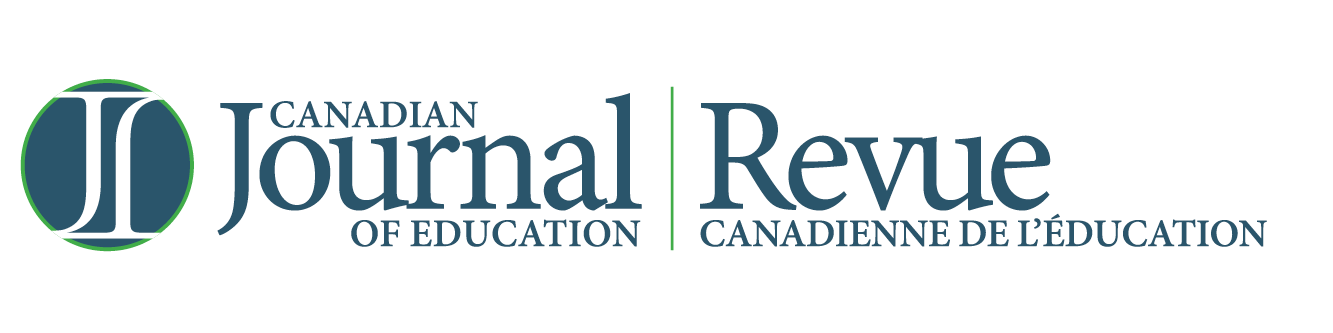 CANADIAN
Journal
OF EDUCATION
Revue
CANADIENNE DE L'ÉDUCATION